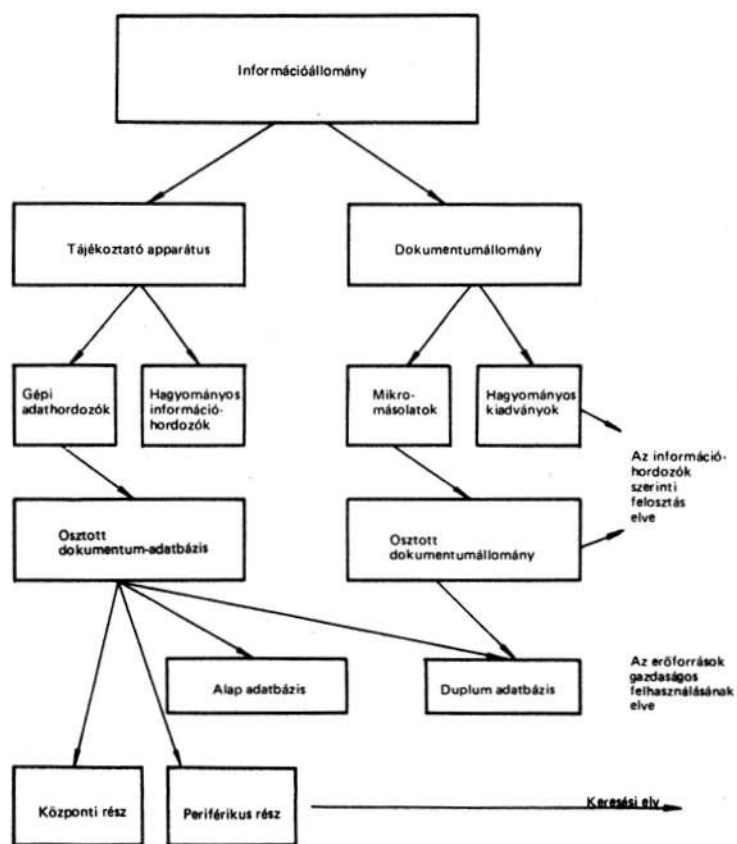 Információállomány
Tájékoztató apparátus
Dokumentumállomány
Gépi
adathordozók
Hagyományos
információ-
hordozók
Mikro-
másolatok
Hagyományos
kiadványok
Az információ-
hordozók
szerinti
felosztás
elve
Osztott
dokumentum-adatbázis
Osztott
dokumentumállomány
Alap adatbázis
Duplum adatbázis
Az erőforrások
gazdaságos
felhasználásának
elve
Központi rész
Periférikus rész
Keresési elv